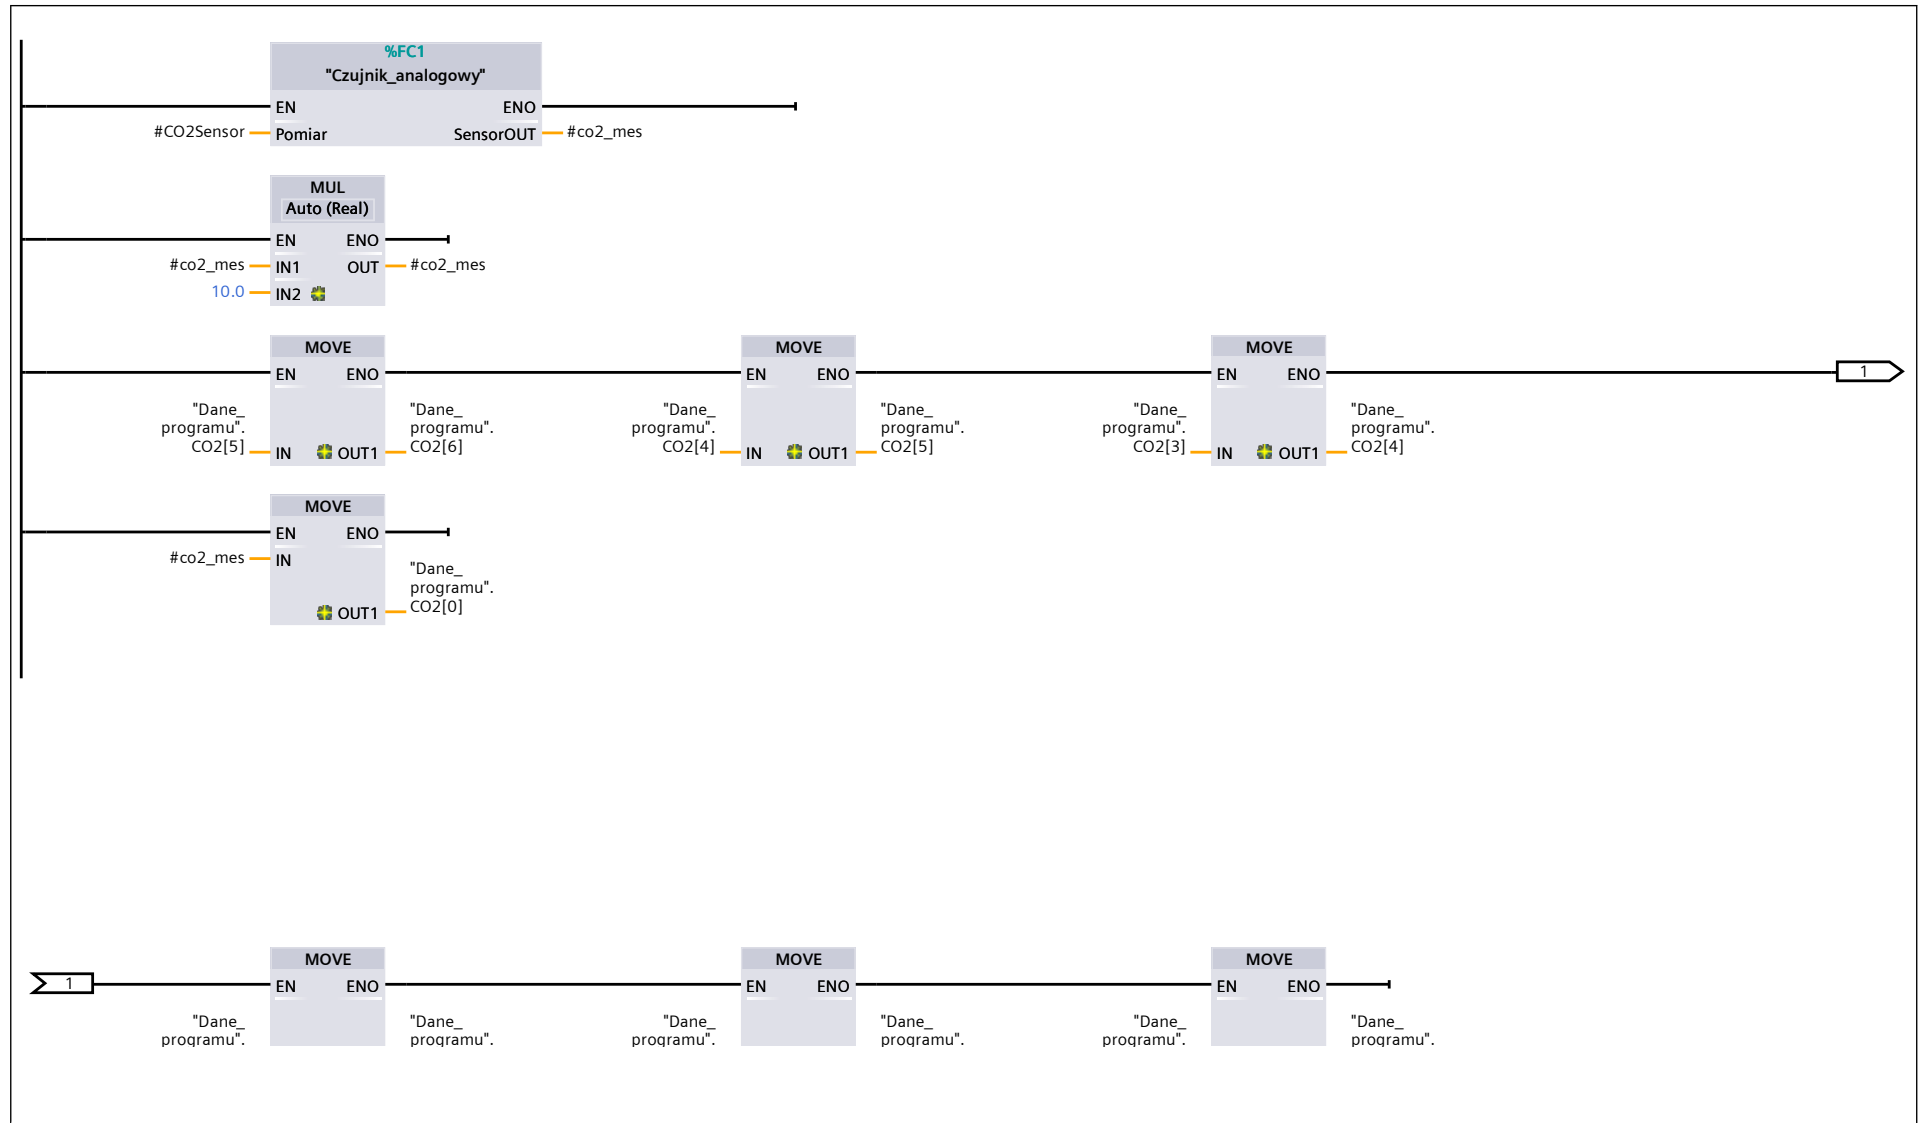 %FC1
"Czujnik_analogowy"
EN ENO
#CO2Sensor Pomiar SensorOUT #co2_mes
MUL
Auto (Real)
EN ENO
#co2_mes IN1 OUT #co2_mes
10.0 IN2
MOVE MOVE MOVE
EN ENO EN ENO EN ENO 1
"Dane_ "Dane_ "Dane_ "Dane_ "Dane_ "Dane_
programu". programu". programu". programu". programu". programu".
CO2[5] IN OUT1 CO2[6] CO2[4] IN OUT1 CO2[5] CO2[3] IN OUT1 CO2[4]
MOVE
EN ENO
#co2_mes IN
"Dane_
programu".
OUT1 CO2[0]
MOVE MOVE MOVE
1 EN ENO EN ENO EN ENO
"Dane_ "Dane_ "Dane_ "Dane_ "Dane_ "Dane_
programu". programu". programu". programu". programu". programu".